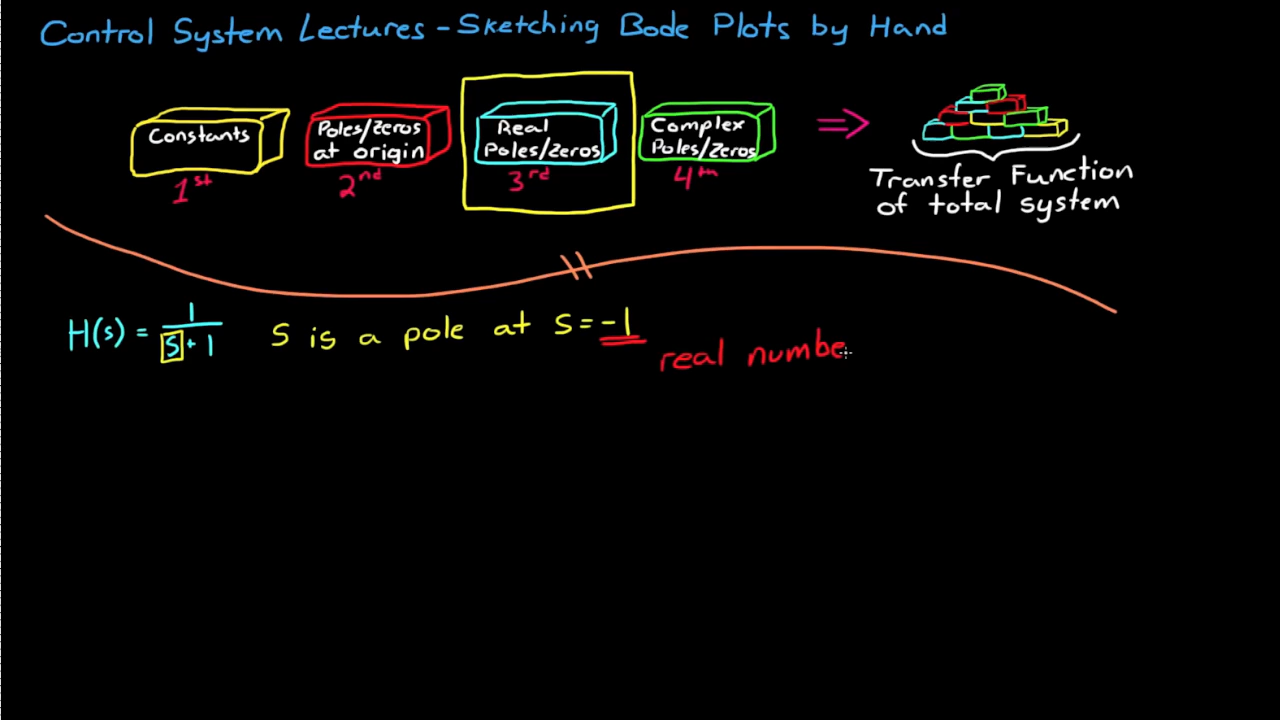 Control System Lectures - Sketching Bode Plots by Hand
Constants
Poles/Zeros
at origin
Real
Poles/Zeros
Complex
Poles/Zeros
1st
2nd
3rd
4th
⇒
Transfer Function
of total system
H(s) = 1/(s+1) S is a pole at s=-1
real numbe